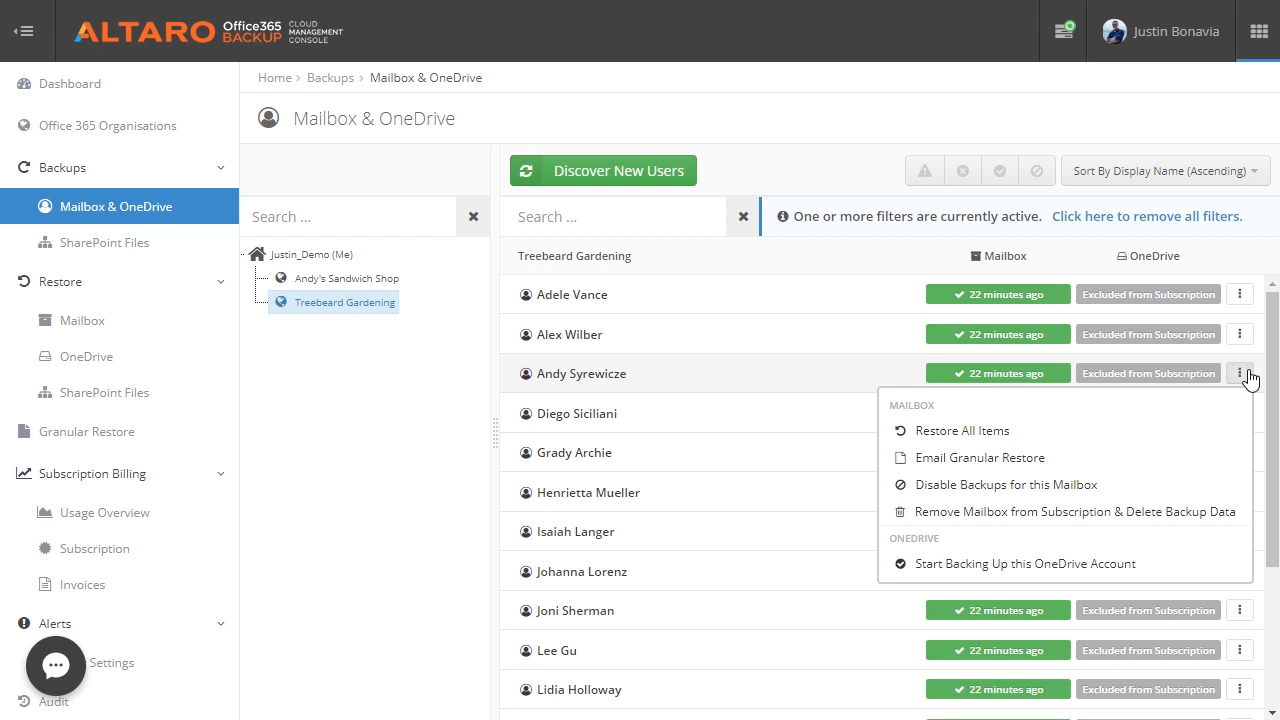 ALTARO Office365 BACKUP CLOUD MANAGEMENT CONSOLE
Justin Bonavia
Dashboard
Office 365 Organisations
Backups
Mailbox & OneDrive
SharePoint Files
Restore
Mailbox
OneDrive
SharePoint Files
Granular Restore
Subscription Billing
Usage Overview
Subscription
Invoices
Alerts
Settings
Audit
Home > Backups > Mailbox & OneDrive
Mailbox & OneDrive
Discover New Users
Sort By Display Name (Ascending)
Search ...
Search ...
One or more filters are currently active. Click here to remove all filters.
Justin_Demo (Me)
Andy's Sandwich Shop
Treebeard Gardening
Treebeard Gardening Mailbox OneDrive
Adele Vance 22 minutes ago Excluded from Subscription
Alex Wilber 22 minutes ago Excluded from Subscription
Andy Syrewicze 22 minutes ago Excluded from Subscription
Diego Siciliani
Grady Archie
Henrietta Mueller
Isaiah Langer
Johanna Lorenz
MAILBOX
Restore All Items
Email Granular Restore
Disable Backups for this Mailbox
Remove Mailbox from Subscription & Delete Backup Data
ONEDRIVE
Start Backing Up this OneDrive Account
Joni Sherman 22 minutes ago Excluded from Subscription
Lee Gu 22 minutes ago Excluded from Subscription
Lidia Holloway 22 minutes ago Excluded from Subscription